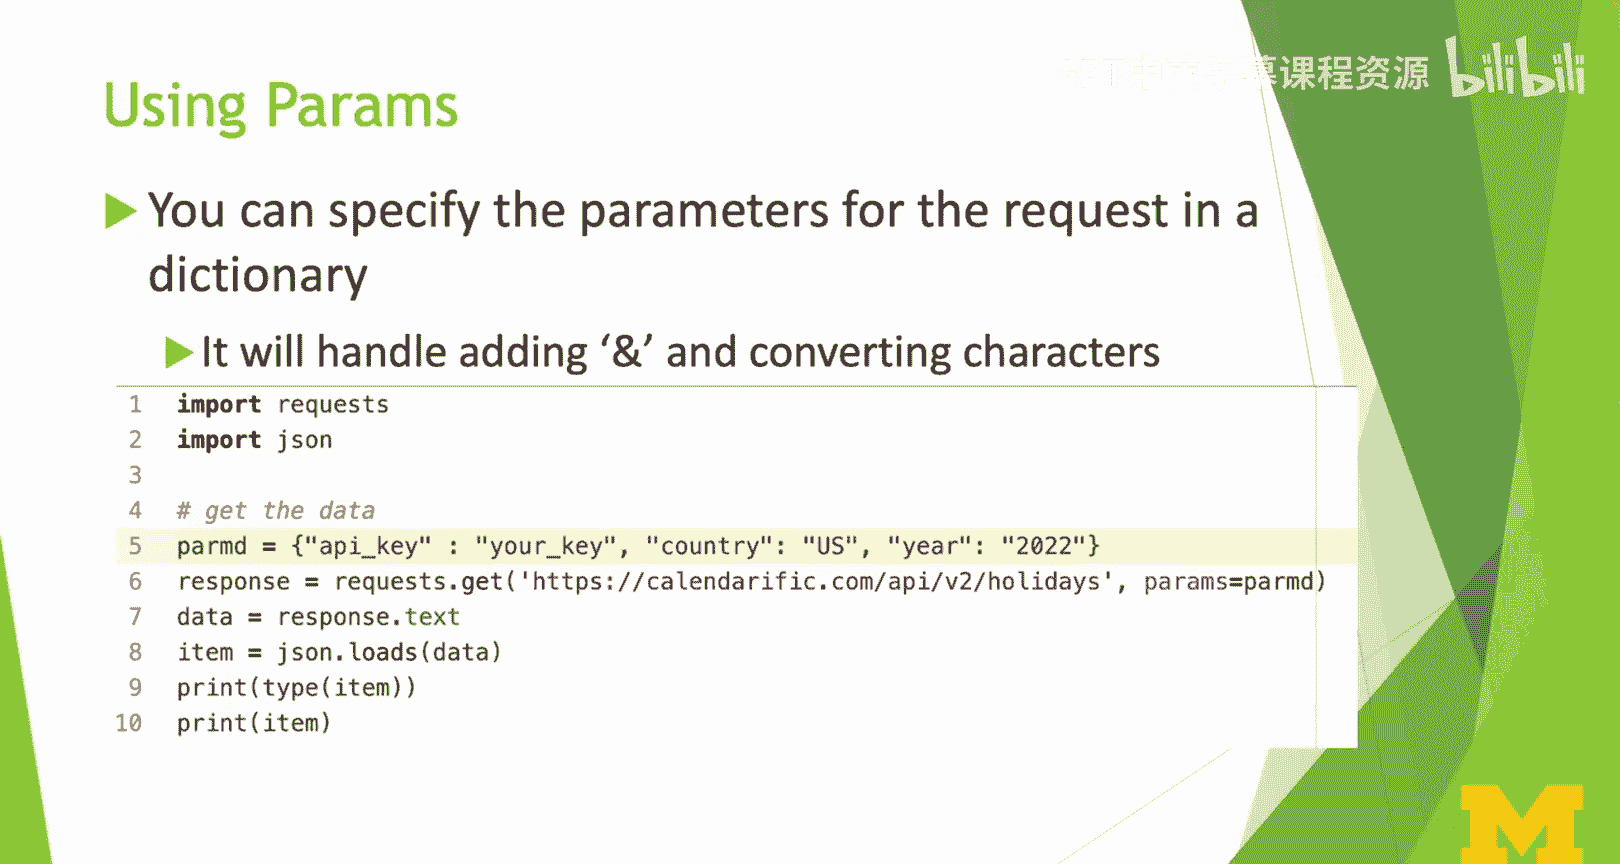 课程资源 bilibili
Using Params
You can specify the parameters for the request in a
dictionary
It will handle adding ‘&’ and converting characters
1 import requests
2 import json
3
4 # get the data
5 parmd = {"api_key" : "your_key", "country": "US", "year": "2022"}
6 response = requests.get('https://calendarific.com/api/v2/holidays', params=parmd)
7 data = response.text
8 item = json.loads(data)
9 print(type(item))
10 print(item)
M